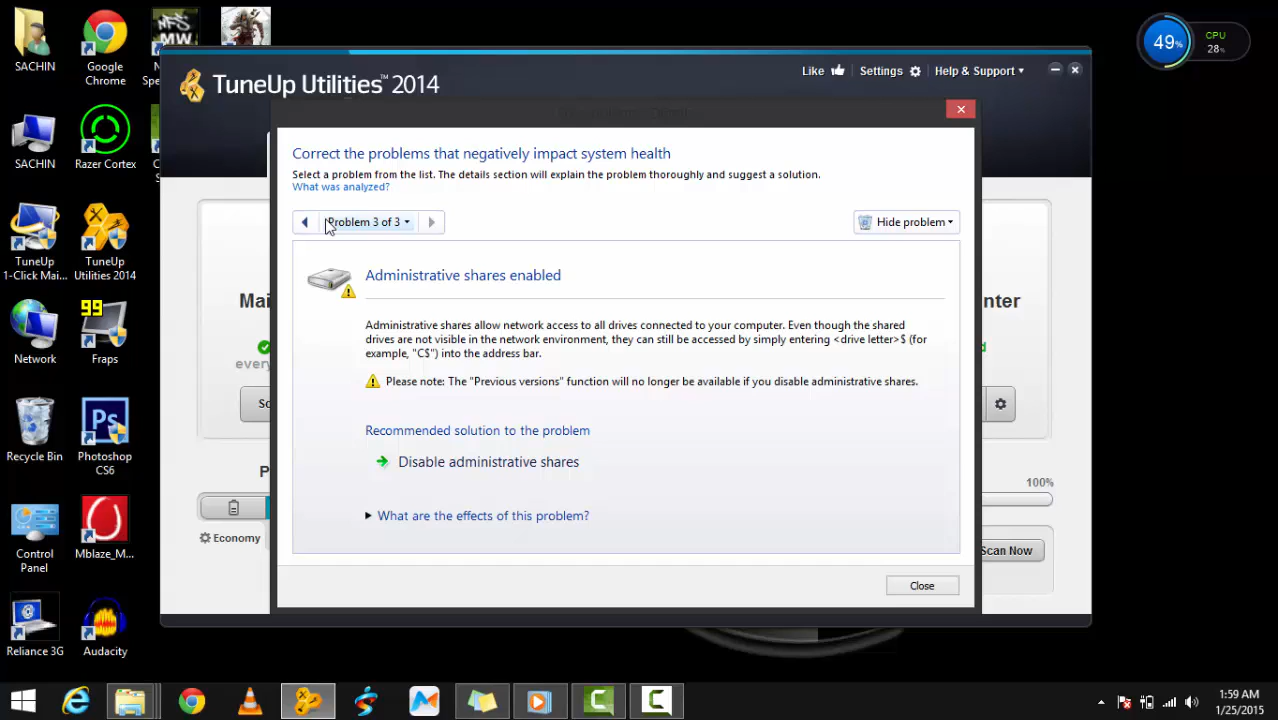 SACHIN
Google
Chrome
NFS
MW
Spe
49%
CPU
28%
TuneUp Utilities™ 2014
Like
Settings
Help & Support
SACHIN
Razer Cortex
Correct the problems that negatively impact system health
Select a problem from the list. The details section will explain the problem thoroughly and suggest a solution.
What was analyzed?
Problem 3 of 3
Hide problem
TuneUp
1-Click Mai...
TuneUp
Utilities 2014
Administrative shares enabled
Mai
nter
Administrative shares allow network access to all drives connected to your computer. Even though the shared
drives are not visible in the network environment, they can still be accessed by simply entering <drive letter>$ (for
example, "C$") into the address bar.
99
Network
Fraps
every
d
Please note: The "Previous versions" function will no longer be available if you disable administrative shares.
Sc
Recommended solution to the problem
Disable administrative shares
Ps
Recycle Bin
Photoshop
CS6
P
100%
What are the effects of this problem?
Economy
Scan Now
Control
Panel
Mblaze_M...
Close
Reliance 3G
Audacity
1:59 AM
1/25/2015